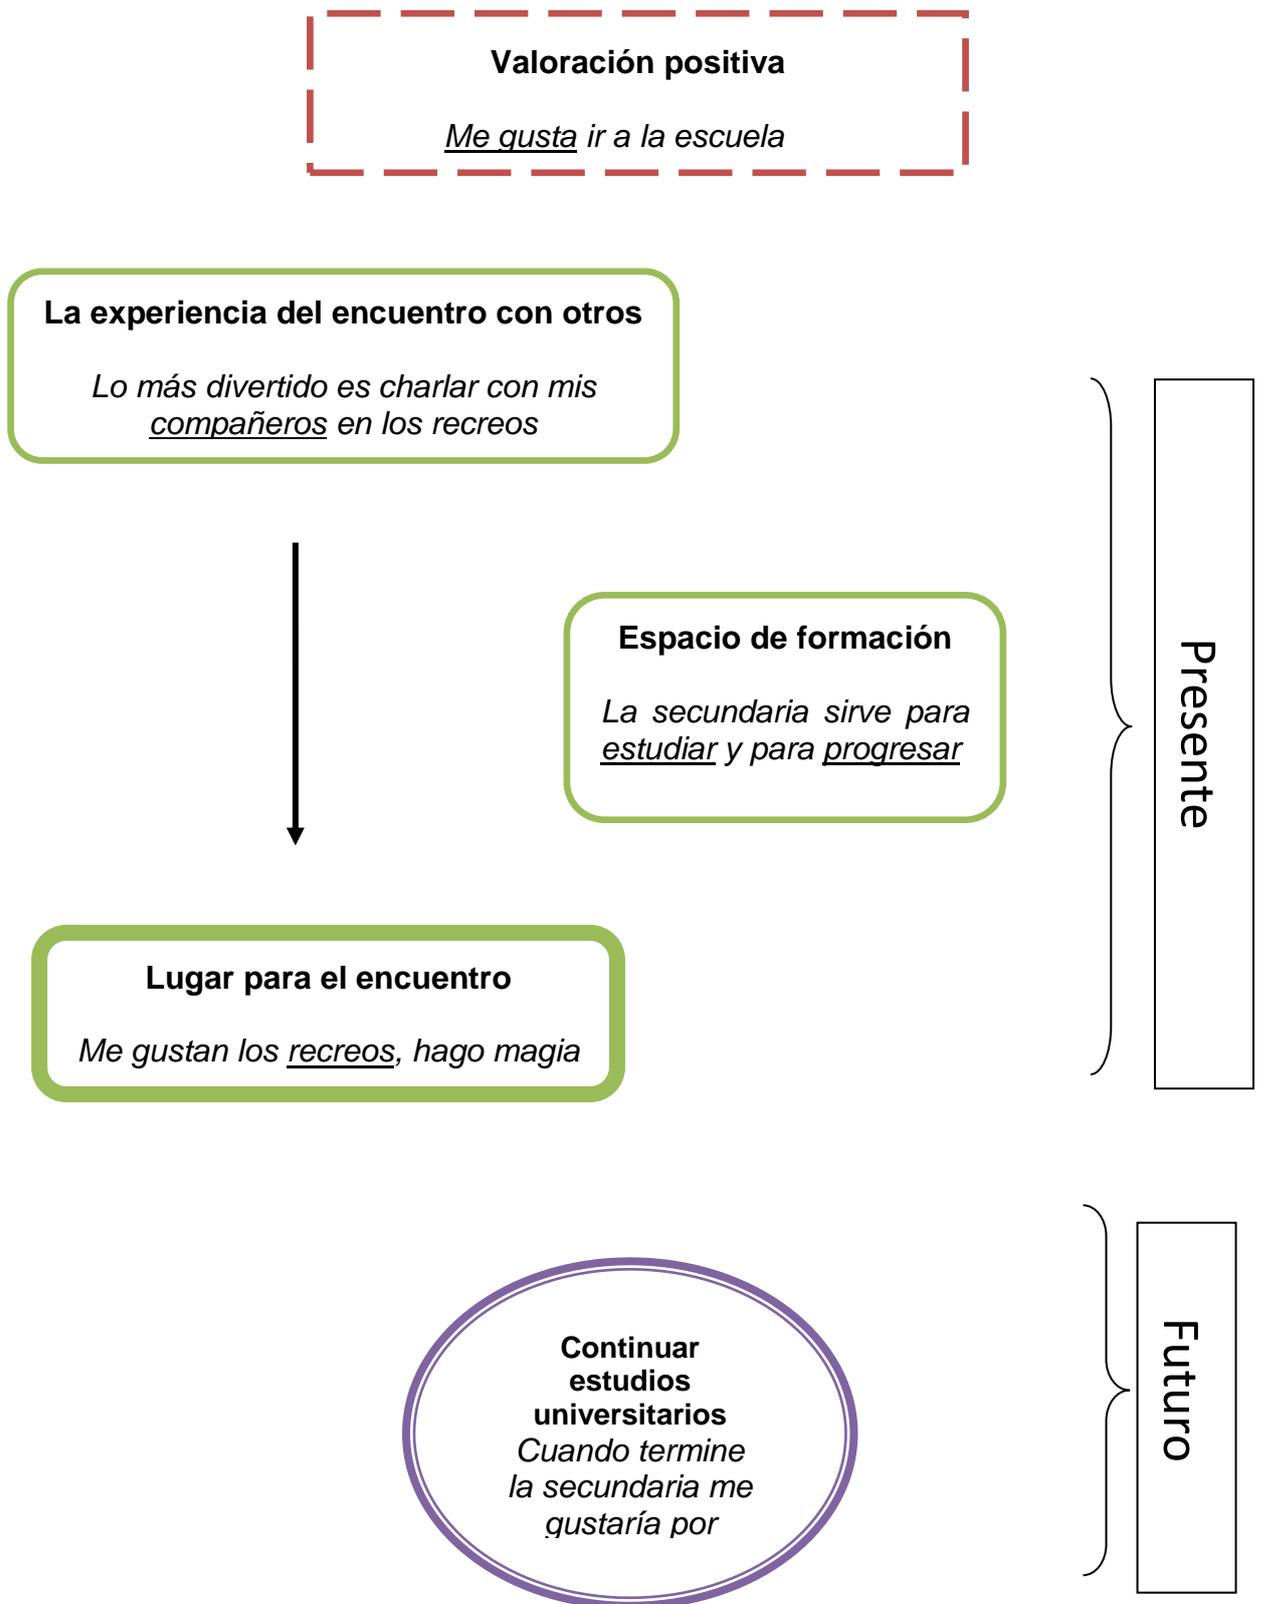 Valoración positiva
Me gusta ir a la escuela
La experiencia del encuentro con otros
Lo más divertido es charlar con mis
compañeros en los recreos
Espacio de formación
La secundaria sirve para
estudiar y para progresar
Presente
Lugar para el encuentro
Me gustan los recreos, hago magia
Continuar
estudios
universitarios
Cuando termine
la secundaria me
gustaría por
Futuro